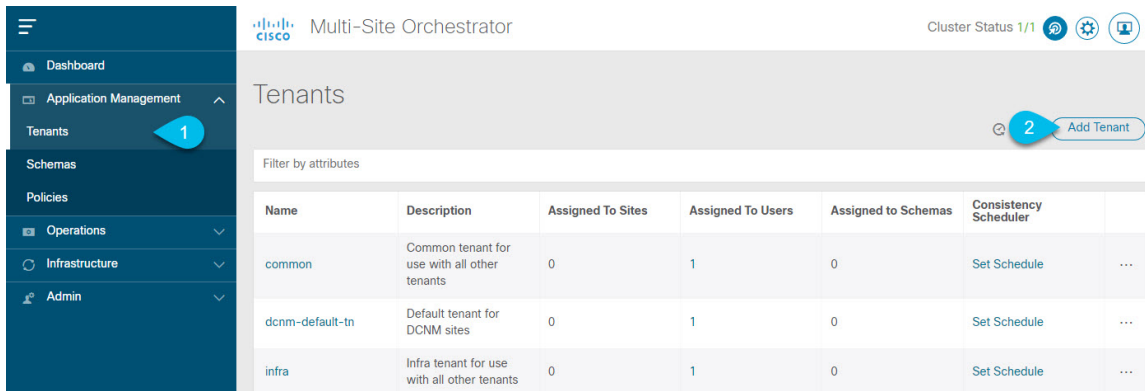 cisco
Multi-Site Orchestrator
Cluster Status 1/1
Dashboard
Application Management
Tenants
1
Schemas
Policies
Operations
Infrastructure
Admin
Tenants
2
Add Tenant
Filter by attributes
Name Description Assigned To Sites Assigned To Users Assigned to Schemas Consistency
Scheduler
common
Common tenant for
use with all other
tenants
0 1 0 Set Schedule ...
dcnm-default-tn
Default tenant for
DCNM sites
0 1 0 Set Schedule ...
infra
Infra tenant for use
with all other tenants
0 1 0 Set Schedule ...